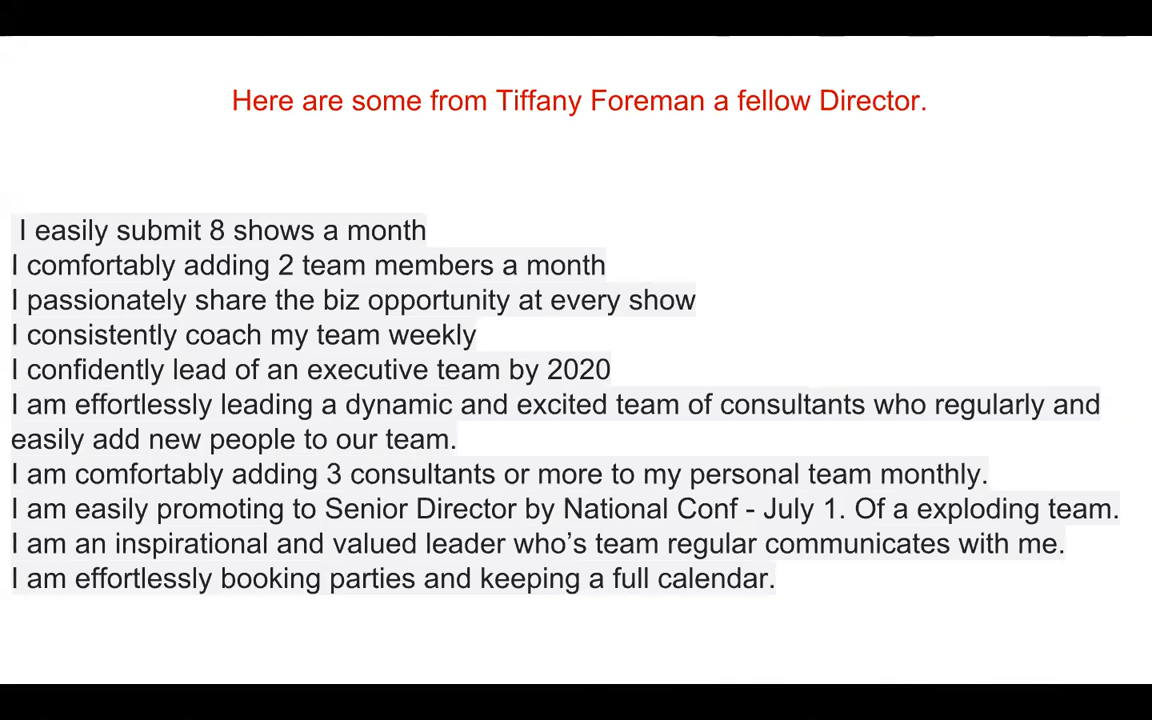 Here are some from Tiffany Foreman a fellow Director.
I easily submit 8 shows a month
I comfortably adding 2 team members a month
I passionately share the biz opportunity at every show
I consistently coach my team weekly
I confidently lead of an executive team by 2020
I am effortlessly leading a dynamic and excited team of consultants who regularly and
easily add new people to our team.
I am comfortably adding 3 consultants or more to my personal team monthly.
I am easily promoting to Senior Director by National Conf - July 1. Of a exploding team.
I am an inspirational and valued leader who’s team regular communicates with me.
I am effortlessly booking parties and keeping a full calendar.